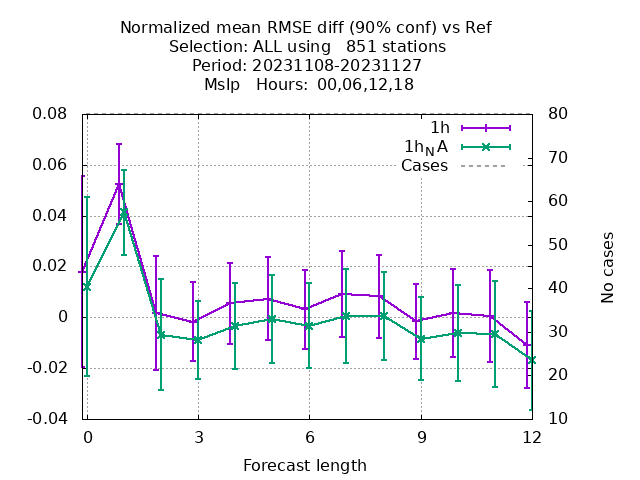 Normalized mean RMSE diff (90% conf) vs Ref
Selection: ALL using   851 stations
Period: 20231108-20231127
Mslp   Hours:  00,06,12,18
0.08
0.06
0.04
0.02
0
-0.02
-0.04
80
70
60
50
40
30
20
10
1h
1h_N A
Cases
No cases
0
3
6
9
12
Forecast length